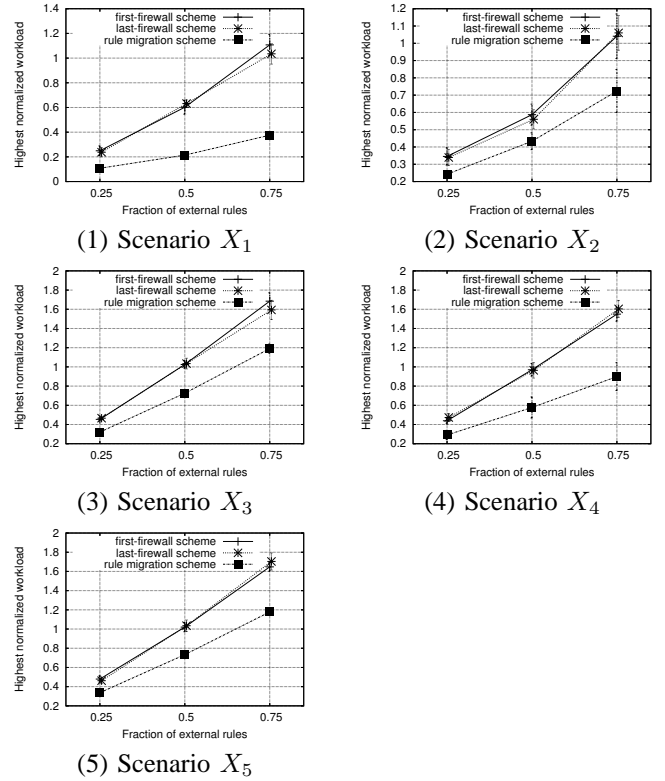 1.4
1.2
1
0.8
0.6
0.4
0.2
0
Highest normalized workload
first-firewall scheme
last-firewall scheme
rule migration scheme
0.25 0.5 0.75
Fraction of external rules
(1) Scenario X₁
1.2
1.1
1
0.9
0.8
0.7
0.6
0.5
0.4
0.3
0.2
Highest normalized workload
first-firewall scheme
last-firewall scheme
rule migration scheme
0.25 0.5 0.75
Fraction of external rules
(2) Scenario X₂
2
1.8
1.6
1.4
1.2
1
0.8
0.6
0.4
0.2
Highest normalized workload
first-firewall scheme
last-firewall scheme
rule migration scheme
0.25 0.5 0.75
Fraction of external rules
(3) Scenario X₃
2
1.8
1.6
1.4
1.2
1
0.8
0.6
0.4
0.2
Highest normalized workload
first-firewall scheme
last-firewall scheme
rule migration scheme
0.25 0.5 0.75
Fraction of external rules
(4) Scenario X₄
2
1.8
1.6
1.4
1.2
1
0.8
0.6
0.4
0.2
Highest normalized workload
first-firewall scheme
last-firewall scheme
rule migration scheme
0.25 0.5 0.75
Fraction of external rules
(5) Scenario X₅